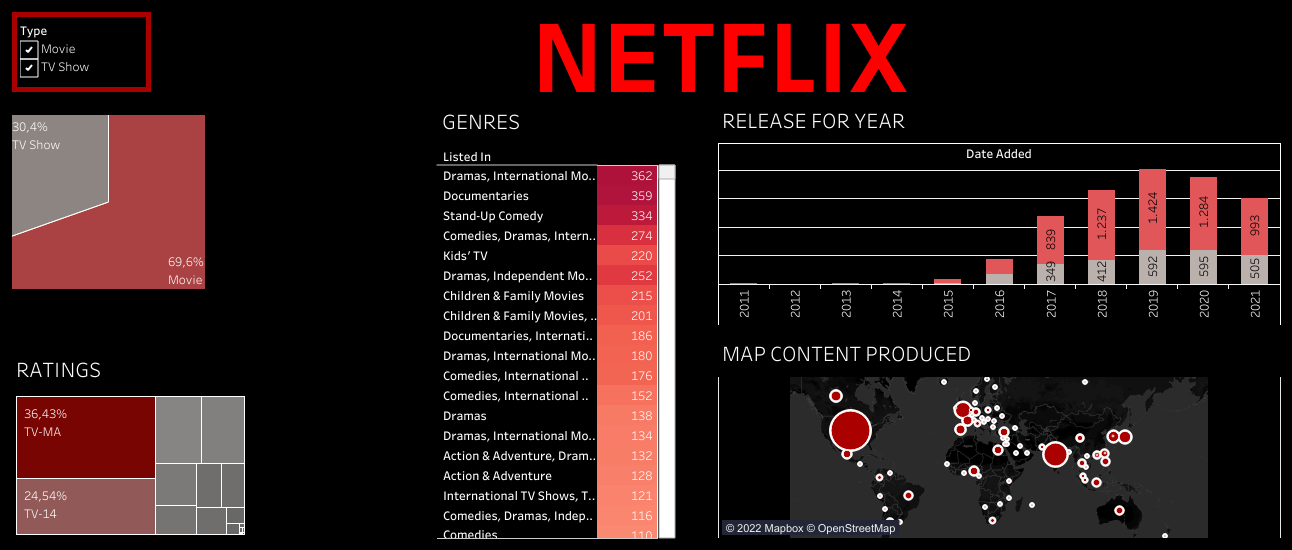 Type
Movie
TV Show
NETFLIX
30,4%
TV Show
69,6%
Movie
RATINGS
36,43%
TV-MA
24,54%
TV-14
GENRES
Listed In
Dramas, International Mo.. 362
Documentaries 359
Stand-Up Comedy 334
Comedies, Dramas, Intern.. 274
Kids' TV 220
Dramas, Independent Mo.. 252
Children & Family Movies 215
Children & Family Movies, .. 201
Documentaries, Internati.. 186
Dramas, International Mo.. 180
Comedies, International .. 176
Comedies, International .. 152
Dramas 138
Dramas, International Mo.. 134
Action & Adventure, Dram.. 132
Action & Adventure 128
International TV Shows, T.. 121
Comedies, Dramas, Indep.. 116
Comedies 110
RELEASE FOR YEAR
Date Added
839 1.237 1.424 1.284 993
349 412 592 595 505
2011 2012 2013 2014 2015 2016 2017 2018 2019 2020 2021
MAP CONTENT PRODUCED
© 2022 Mapbox © OpenStreetMap